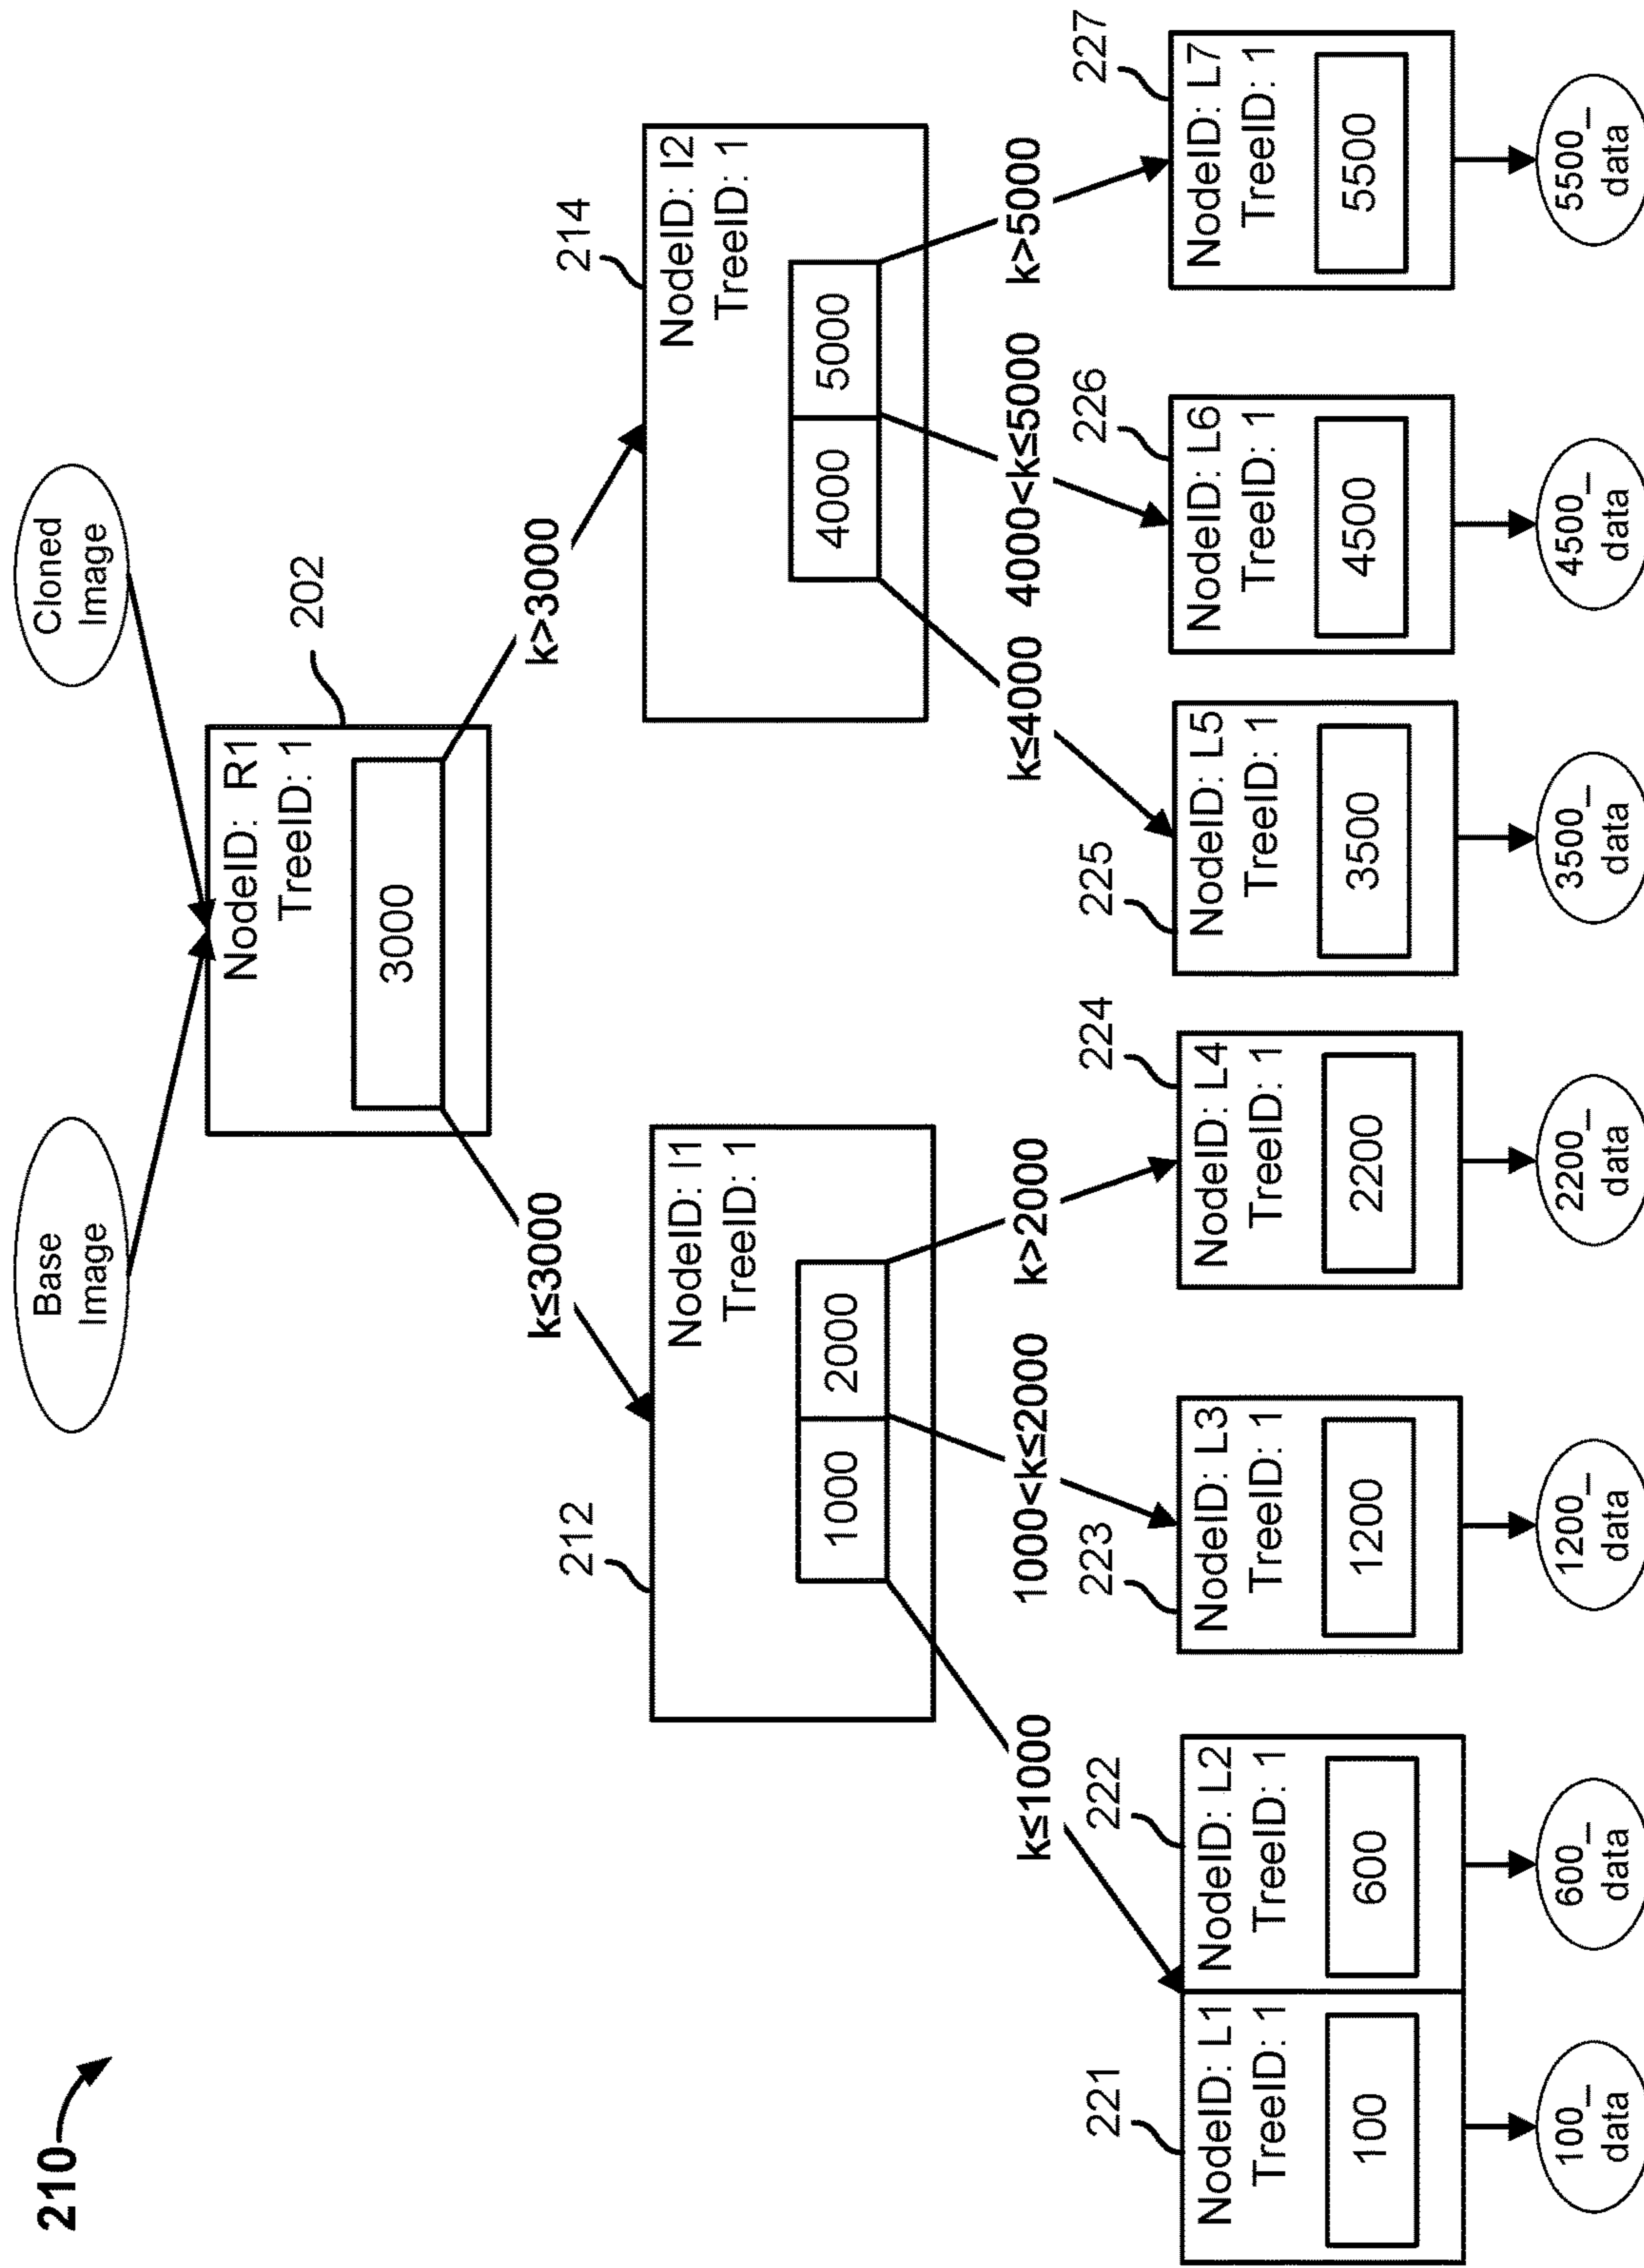 210
Base
Image
Cloned
Image
202
NodeID: R1
TreeID: 1
3000
k≤3000
k>3000
212
NodeID: I1
TreeID: 1
1000
2000
214
NodeID: I2
TreeID: 1
4000
5000
k≤1000
1000<k≤2000
k>2000
k≤4000
4000<k≤5000
k>5000
221
NodeID: L1
TreeID: 1
100
222
NodeID: L2
TreeID: 1
600
223
NodeID: L3
TreeID: 1
1200
224
NodeID: L4
TreeID: 1
2200
225
NodeID: L5
TreeID: 1
3500
226
NodeID: L6
TreeID: 1
4500
227
NodeID: L7
TreeID: 1
5500
100_
data
600_
data
1200_
data
2200_
data
3500_
data
4500_
data
5500_
data